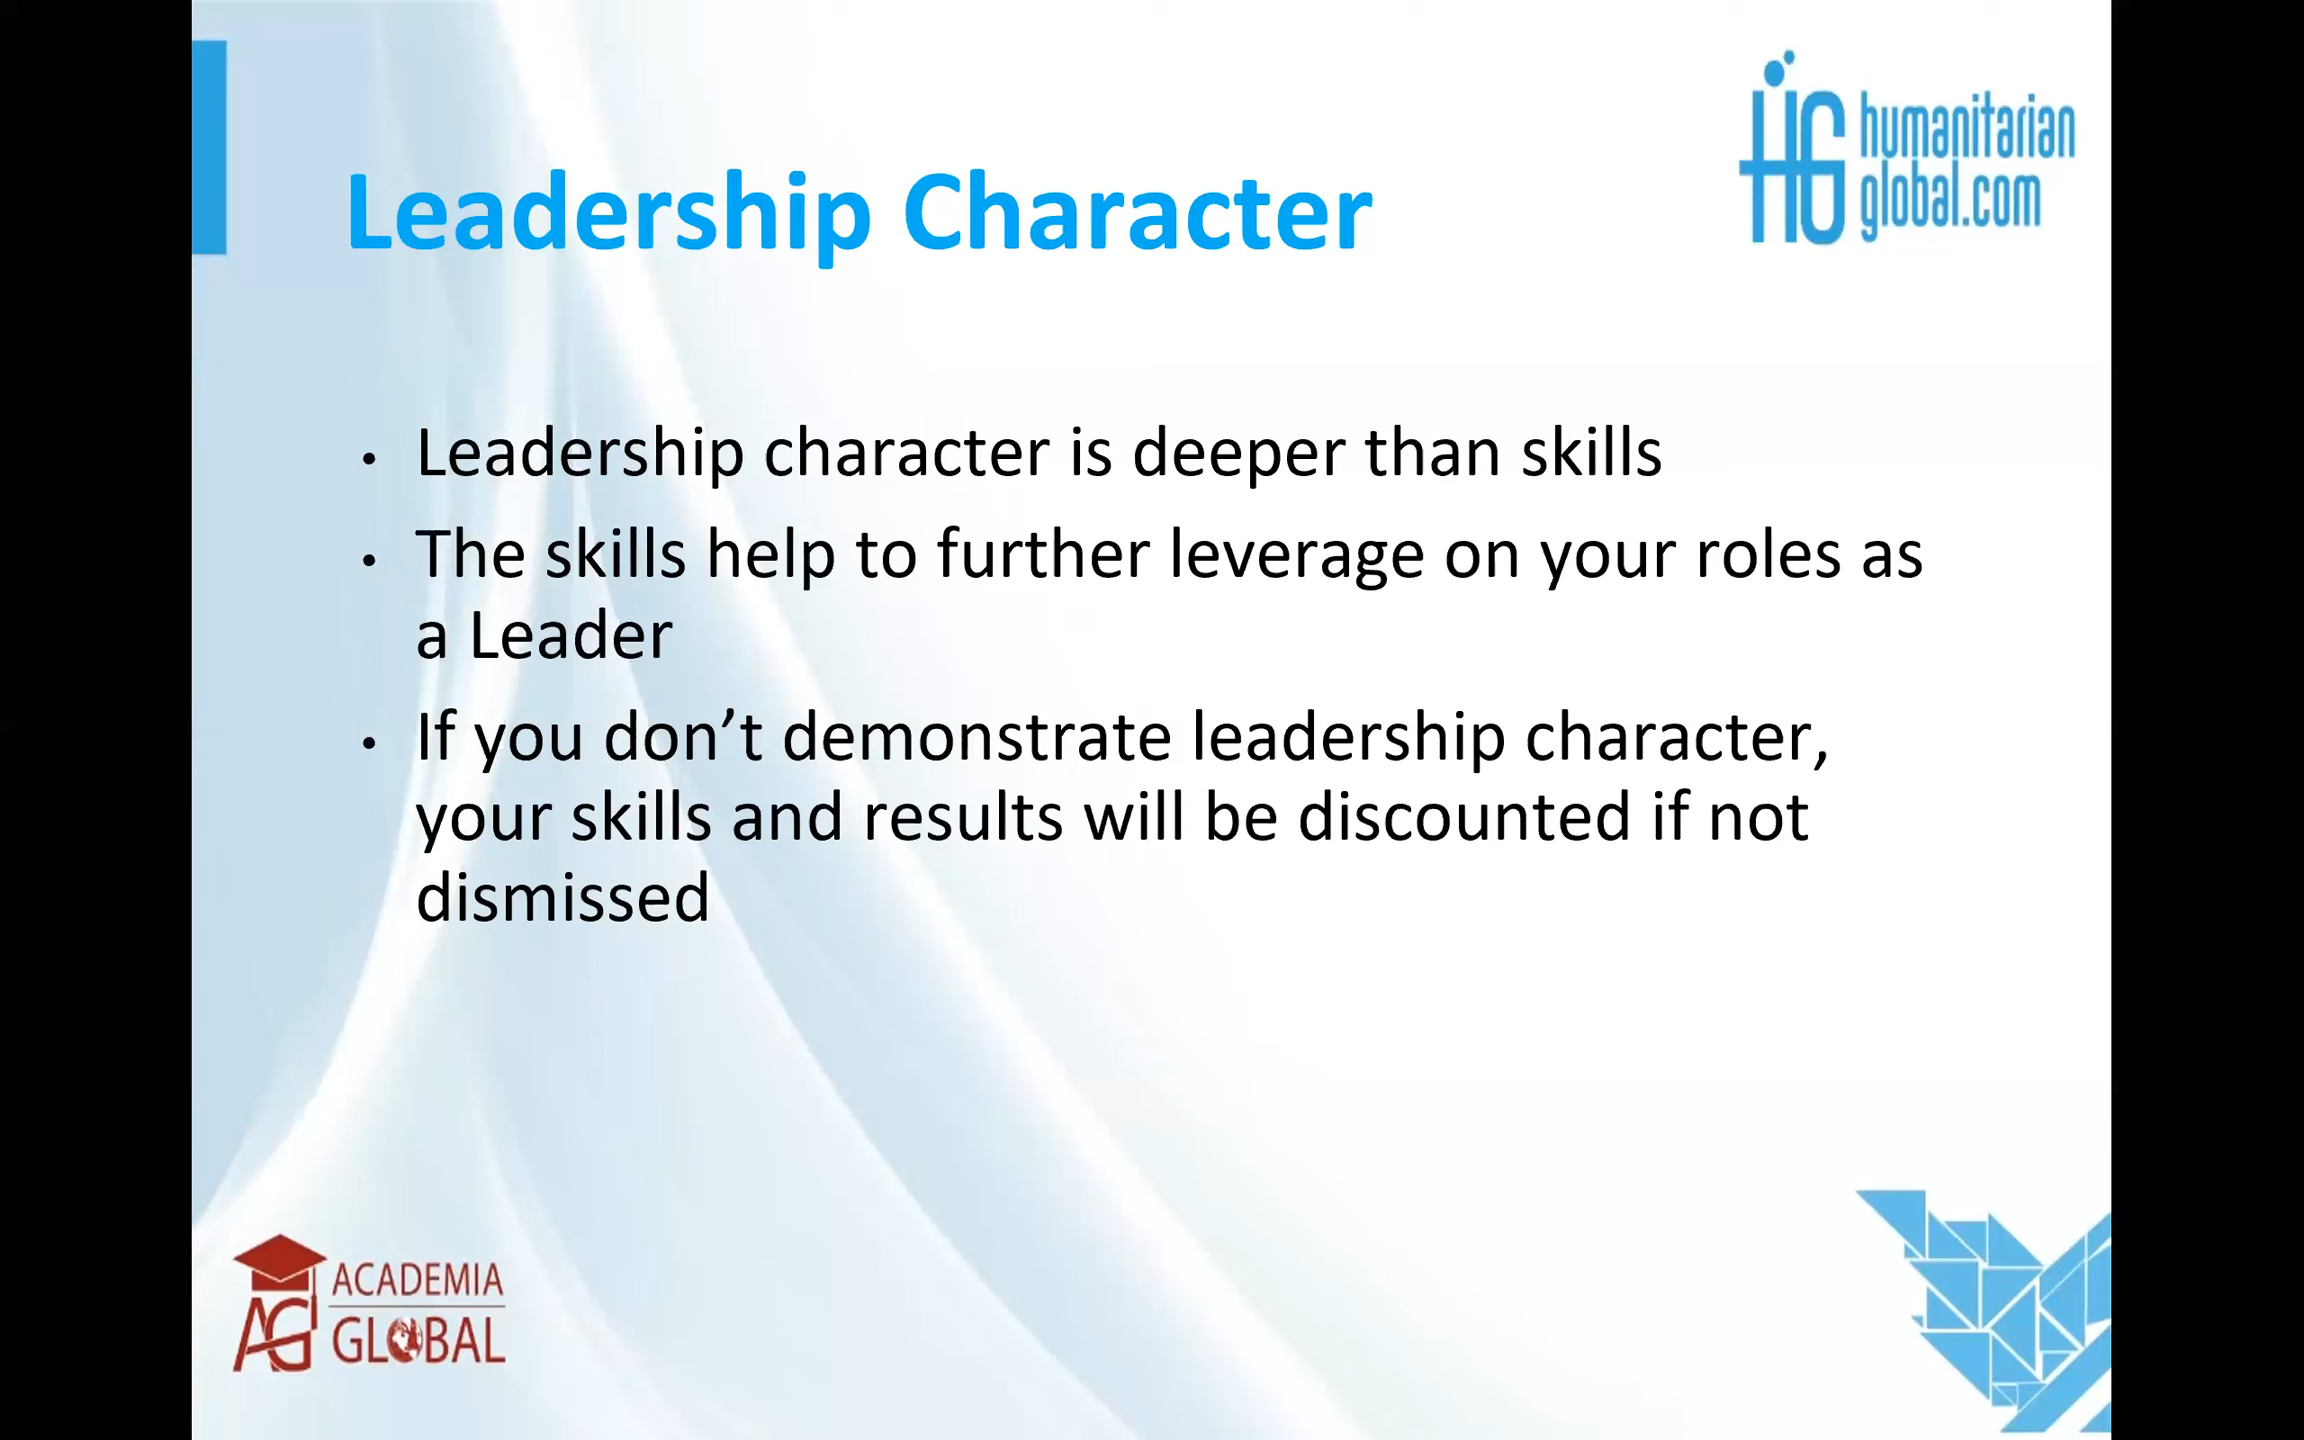 humanitarian
global.com
Leadership Character
• Leadership character is deeper than skills
• The skills help to further leverage on your roles as
a Leader
• If you don’t demonstrate leadership character,
your skills and results will be discounted if not
dismissed
ACADEMIA
GLOBAL